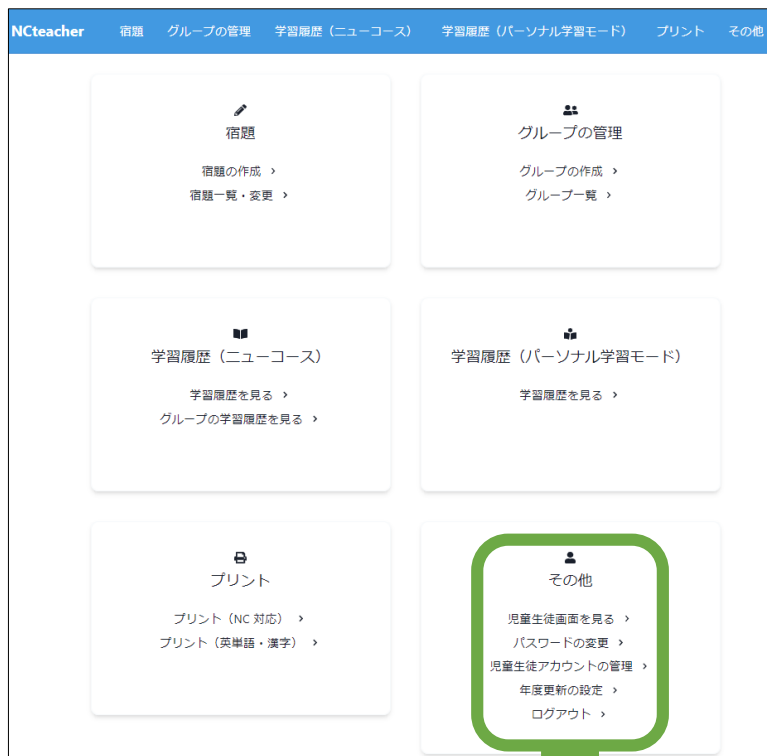 NCteacher 宿題 グループの管理 学習履歴（ニューコース） 学習履歴（パーソナル学習モード） プリント その他
宿題
宿題の作成 ›
宿題一覧・変更 ›
グループの管理
グループの作成 ›
グループ一覧 ›
学習履歴（ニューコース）
学習履歴を見る ›
グループの学習履歴を見る ›
学習履歴（パーソナル学習モード）
学習履歴を見る ›
プリント
プリント（NC 対応） ›
プリント（英単語・漢字） ›
その他
児童生徒画面を見る ›
パスワードの変更 ›
児童生徒アカウントの管理 ›
年度更新の設定 ›
ログアウト ›